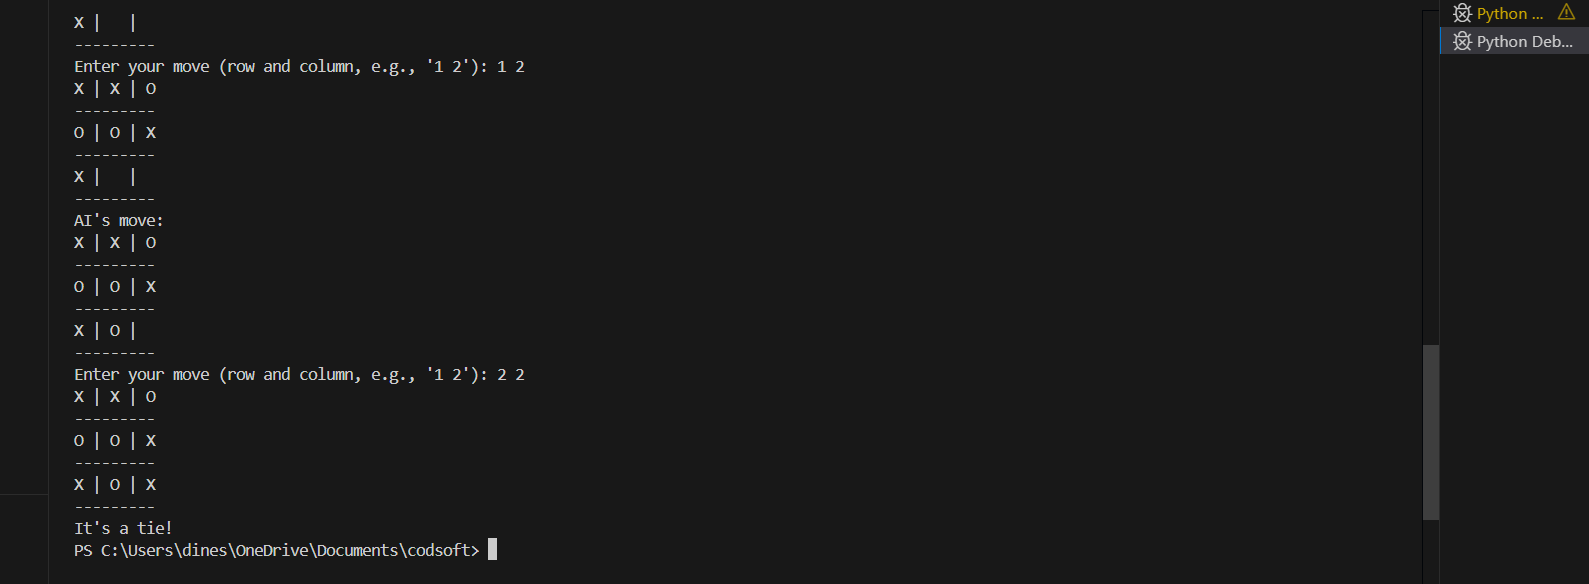 X |   |
---------
Enter your move (row and column, e.g., '1 2'): 1 2
X | X | O
---------
O | O | X
---------
X |   |
---------
AI's move:
X | X | O
---------
O | O | X
---------
X | O |
---------
Enter your move (row and column, e.g., '1 2'): 2 2
X | X | O
---------
O | O | X
---------
X | O | X
---------
It's a tie!
PS C:\Users\dines\OneDrive\Documents\codsoft>
Python ...
Python Deb...